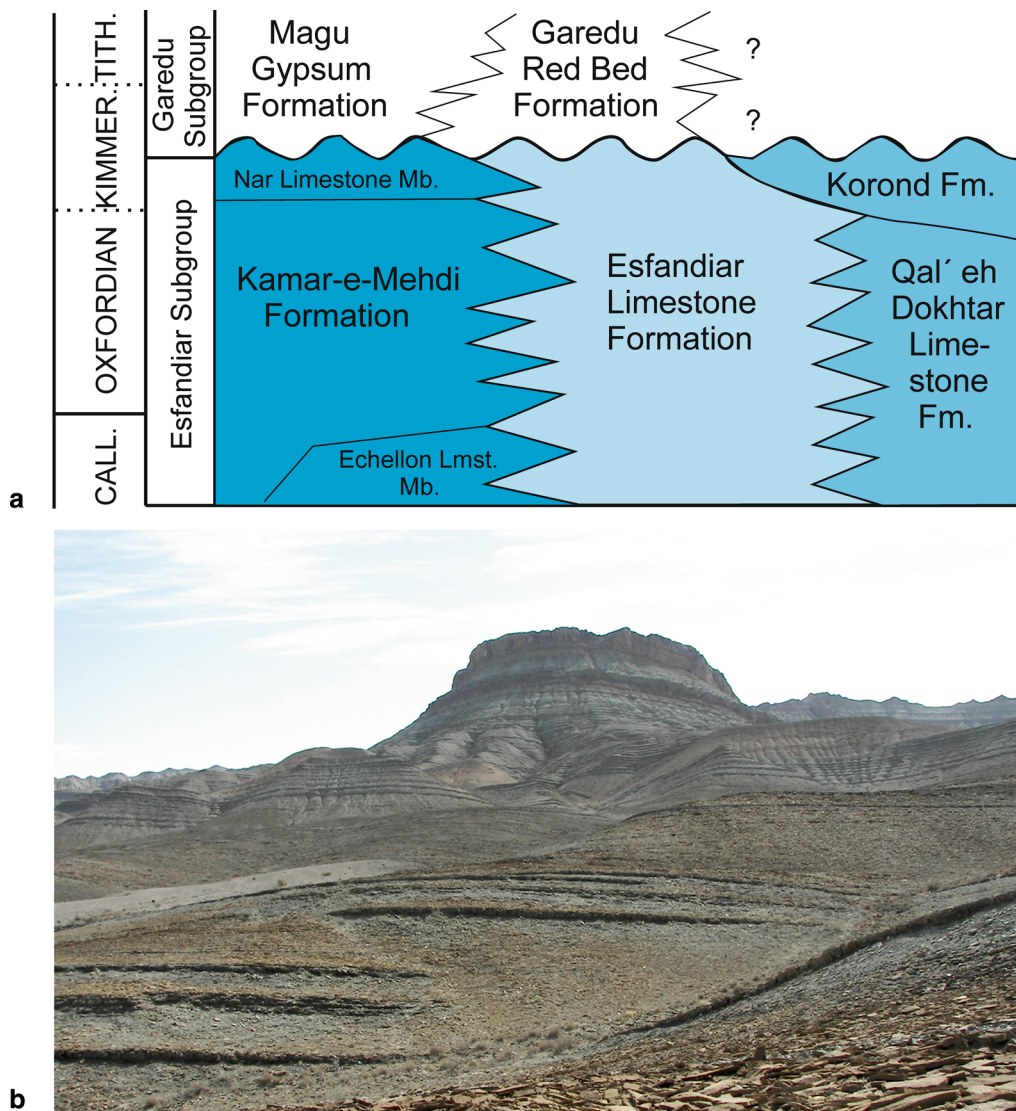 TITH.
KIMMER.
OXFORDIAN
CALL.
Garedu
Subgroup
Esfandiar Subgroup
Magu
Gypsum
Formation
Garedu
Red Bed
Formation
?
?
Nar Limestone Mb.
Korond Fm.
Kamar-e-Mehdi
Formation
Esfandiar
Limestone
Formation
Qal´ eh
Dokhtar
Lime-
stone
Fm.
Echellon Lmst.
Mb.
a
b